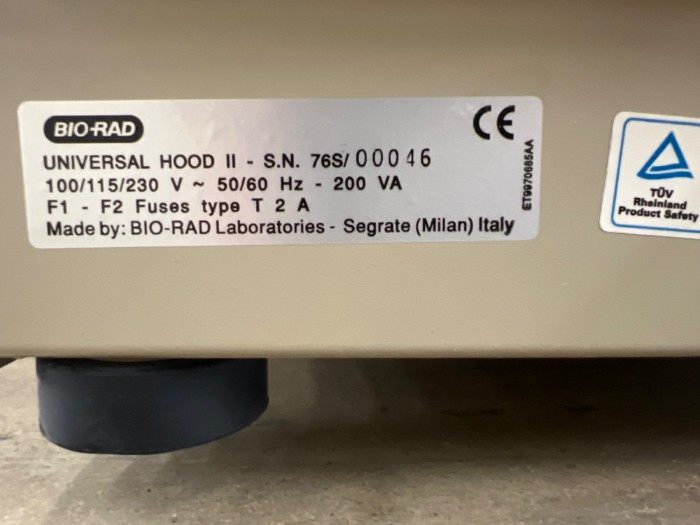 BIO-RAD
CE
UNIVERSAL HOOD II - S.N. 76S/00046
100/115/230 V ~ 50/60 Hz - 200 VA
F1 - F2 Fuses type T 2 A
Made by: BIO-RAD Laboratories - Segrate (Milan) Italy
ET9970685AA
TÜV
Rheinland
Product Safety